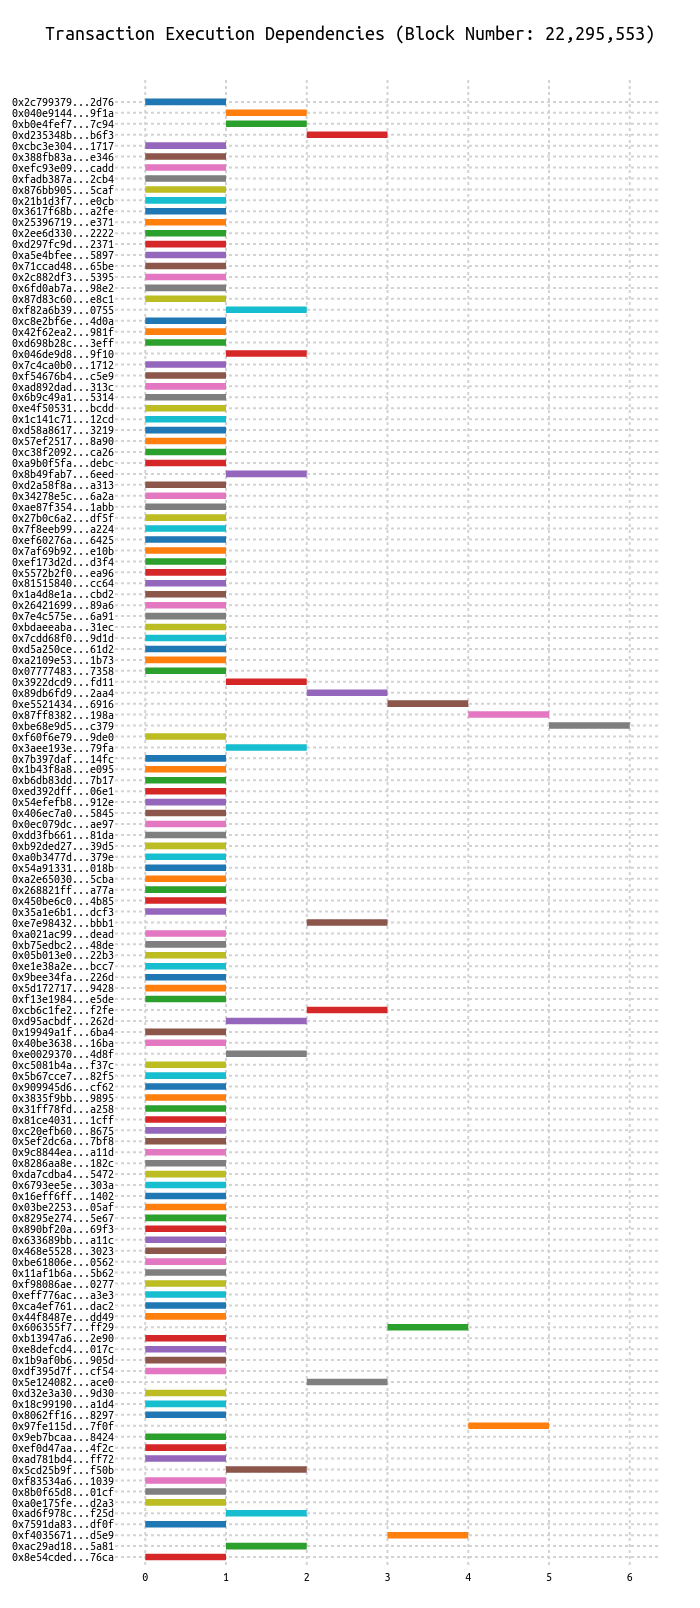 Transaction Execution Dependencies (Block Number: 22,295,553)
0x2c799379...2d76
0x040e9144...9f1a
0xb0e4fef7...7c94
0xd235348b...b6f3
0xcbc3e304...1717
0x388fb83a...e346
0xefc93e09...cadd
0xfadb387a...2cb4
0x876bb905...5caf
0x21b1d3f7...e0cb
0x3617f68b...a2fe
0x25396719...e371
0x2ee6d330...2222
0xd297fc9d...2371
0xa5e4bfee...5897
0x71ccad48...65be
0x2c882df3...5395
0x6fd0ab7a...98e2
0x87d83c60...e8c1
0xf82a6b39...0755
0xc8e2bf6e...4d0a
0x42f62ea2...981f
0xd698b28c...3eff
0x046de9d8...9f10
0x7c4ca0b0...1712
0xf54676b4...c5e9
0xad892dad...313c
0x6b9c49a1...5314
0xe4f50531...bcdd
0x1c141c71...12cd
0xd58a8617...3219
0x57ef2517...8a90
0xc38f2092...ca26
0xa9b0f5fa...debc
0x8b49fab7...6eed
0xd2a58f8a...a313
0x34278e5c...6a2a
0xae87f354...1abb
0x27b0c6a2...df5f
0x7f8eeb99...a224
0xef60276a...6425
0x7af69b92...e10b
0xef173d2d...d3f4
0x5572b2f0...ea96
0x81515840...cc64
0x1a4d8e1a...cbd2
0x26421699...89a6
0x7e4c575e...6a91
0xbdaeeaba...31ec
0x7cdd68f0...9d1d
0xd5a250ce...61d2
0xa2109e53...1b73
0x07777483...7358
0x3922dcd9...fd11
0x89db6fd9...2aa4
0xe5521434...6916
0x87ff8382...198a
0xbe68e9d5...c379
0xf60f6e79...9de0
0x3aee193e...79fa
0x7b397daf...14fc
0x1b43f8a8...e095
0xb6db83dd...7b17
0xed392dff...06e1
0x54efefb8...912e
0x406ec7a0...5845
0x0ec079dc...ae97
0xdd3fb661...81da
0xb92ded27...39d5
0xa0b3477d...379e
0x54a91331...018b
0xa2e65030...5cba
0x268821ff...a77a
0x450be6c0...4b85
0x35a1e6b1...dcf3
0xe7e98432...bbb1
0xa021ac99...dead
0xb75edbc2...48de
0x05b013e0...22b3
0xe1e38a2e...bcc7
0x9bee34fa...226d
0x5d172717...9428
0xf13e1984...e5de
0xcb6c1fe2...f2fe
0xd95acbdf...262d
0x19949a1f...6ba4
0x40be3638...16ba
0xe0029370...4d8f
0xc5081b4a...f37c
0x5b67cce7...82f5
0x909945d6...cf62
0x3835f9bb...9895
0x31ff78fd...a258
0x81ce4031...1cff
0xc20efb60...8675
0x5ef2dc6a...7bf8
0x9c8844ea...a11d
0x8286aa8e...182c
0xda7cdba4...5472
0x6793ee5e...303a
0x16eff6ff...1402
0x03be2253...05af
0x8295e274...5e67
0x890bf20a...69f3
0x633689bb...a11c
0x468e5528...3023
0xbe61806e...0562
0x11af1b6a...5b62
0xf98086ae...0277
0xeff776ac...a3e3
0xca4ef761...dac2
0x44f8487e...dd49
0x606355f7...ff29
0xb13947a6...2e90
0xe8defcd4...017c
0x1b9af0b6...905d
0xdf395d7f...cf54
0x5e124082...ace0
0xd32e3a30...9d30
0x18c99190...a1d4
0x8062ff16...8297
0x97fe115d...7f0f
0x9eb7bcaa...8424
0xef0d47aa...4f2c
0xad781bd4...ff72
0x5cd25b9f...f50b
0xf83534a6...1039
0x8b0f65d8...01cf
0xa0e175fe...d2a3
0xad6f978c...f25d
0x7591da83...df0f
0xf4035671...d5e9
0xac29ad18...5a81
0x8e54cded...76ca
0 1 2 3 4 5 6